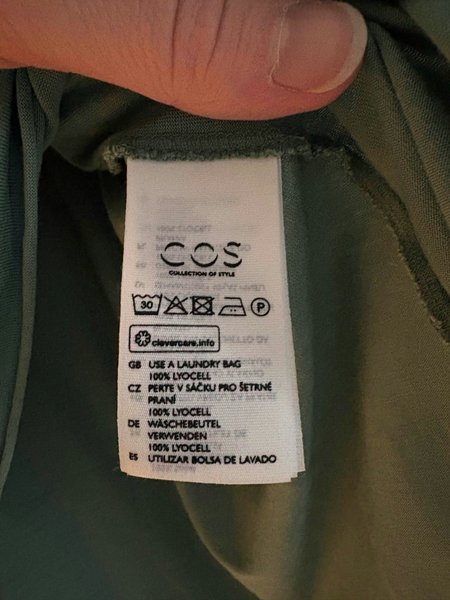 COS
COLLECTION OF STYLE
30 P
clevercare.info
GB USE A LAUNDRY BAG
100% LYOCELL
CZ PERTE V SÁČKU PRO ŠETRNÉ
PRANÍ
100% LYOCELL
DE WÄSCHEBEUTEL
VERWENDEN
100% LYOCELL
ES UTILIZAR BOLSA DE LAVADO